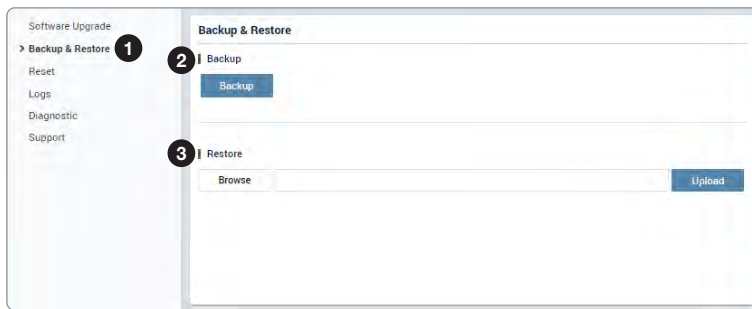 Software Upgrade
> Backup & Restore 1
Reset
Logs
Diagnostic
Support
Backup & Restore
2 Backup
Backup
3 Restore
Browse
Upload